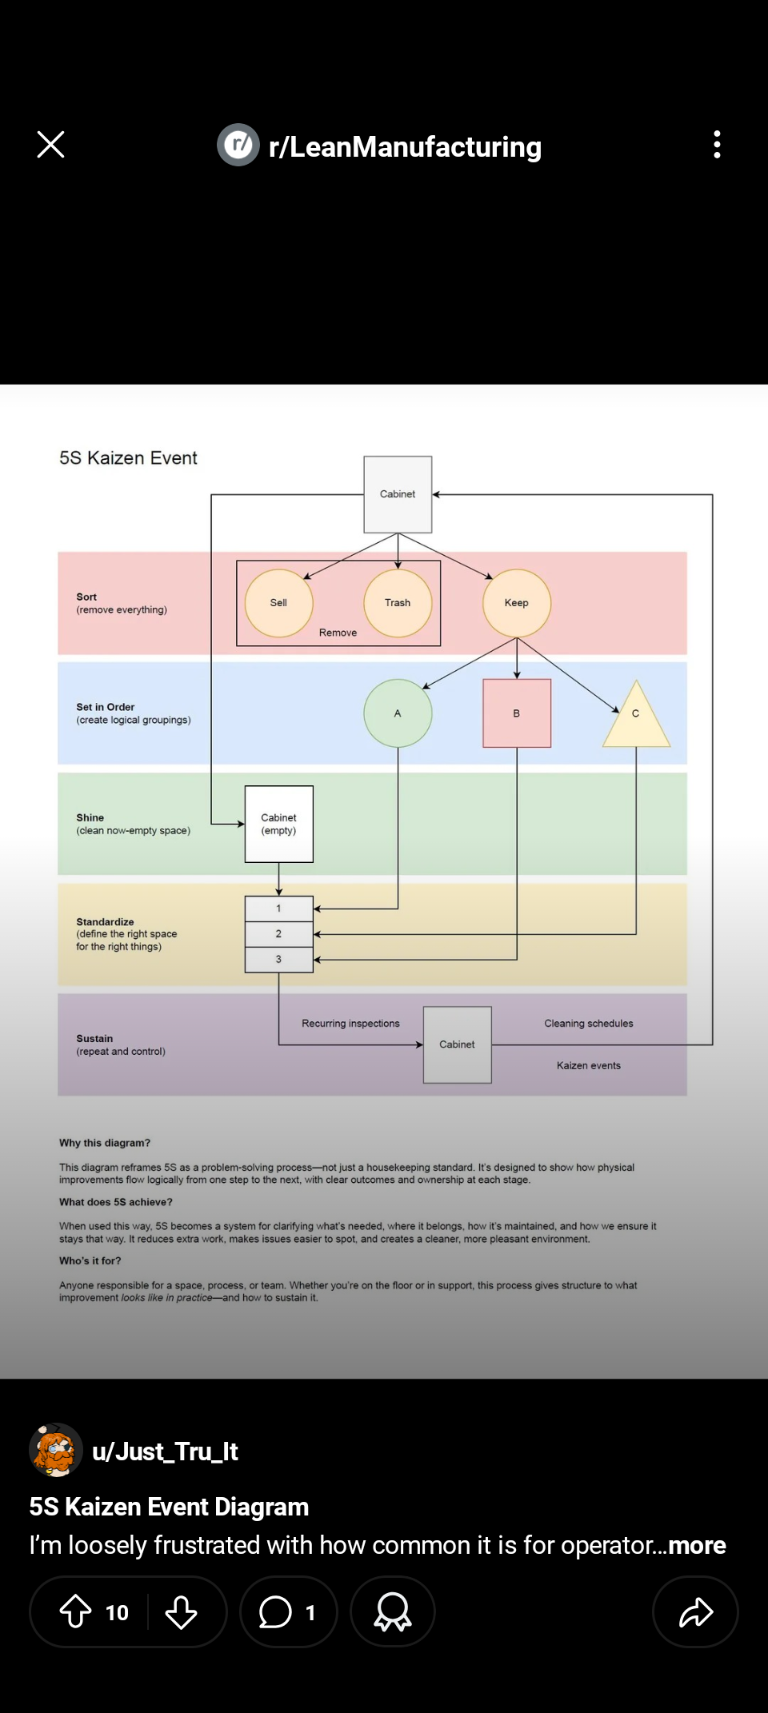 r/LeanManufacturing
5S Kaizen Event
Cabinet
Sort
(remove everything)
Sell
Trash
Keep
Remove
Set in Order
(create logical groupings)
A
B
C
Shine
(clean now-empty space)
Cabinet
(empty)
Standardize
(define the right space
for the right things)
1
2
3
Sustain
(repeat and control)
Recurring inspections
Cabinet
Cleaning schedules
Kaizen events
Why this diagram?
This diagram reframes 5S as a problem-solving process—not just a housekeeping standard. It's designed to show how physical
improvements flow logically from one step to the next, with clear outcomes and ownership at each stage.
What does 5S achieve?
When used this way, 5S becomes a system for clarifying what's needed, where it belongs, how it's maintained, and how we ensure it
stays that way. It reduces extra work, makes issues easier to spot, and creates a cleaner, more pleasant environment.
Who's it for?
Anyone responsible for a space, process, or team. Whether you're on the floor or in support, this process gives structure to what
improvement looks like in practice—and how to sustain it.
u/Just_Tru_It
5S Kaizen Event Diagram
I'm loosely frustrated with how common it is for operator...more
10
1